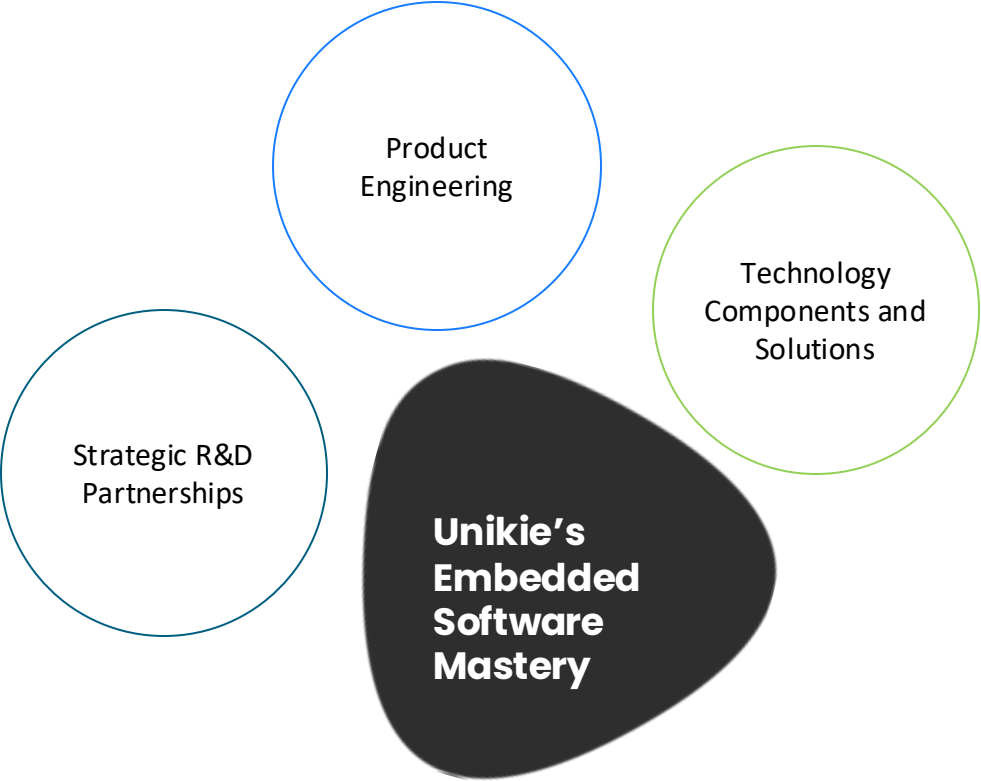 Product
Engineering
Technology
Components and
Solutions
Strategic R&D
Partnerships
Unikie’s
Embedded
Software
Mastery